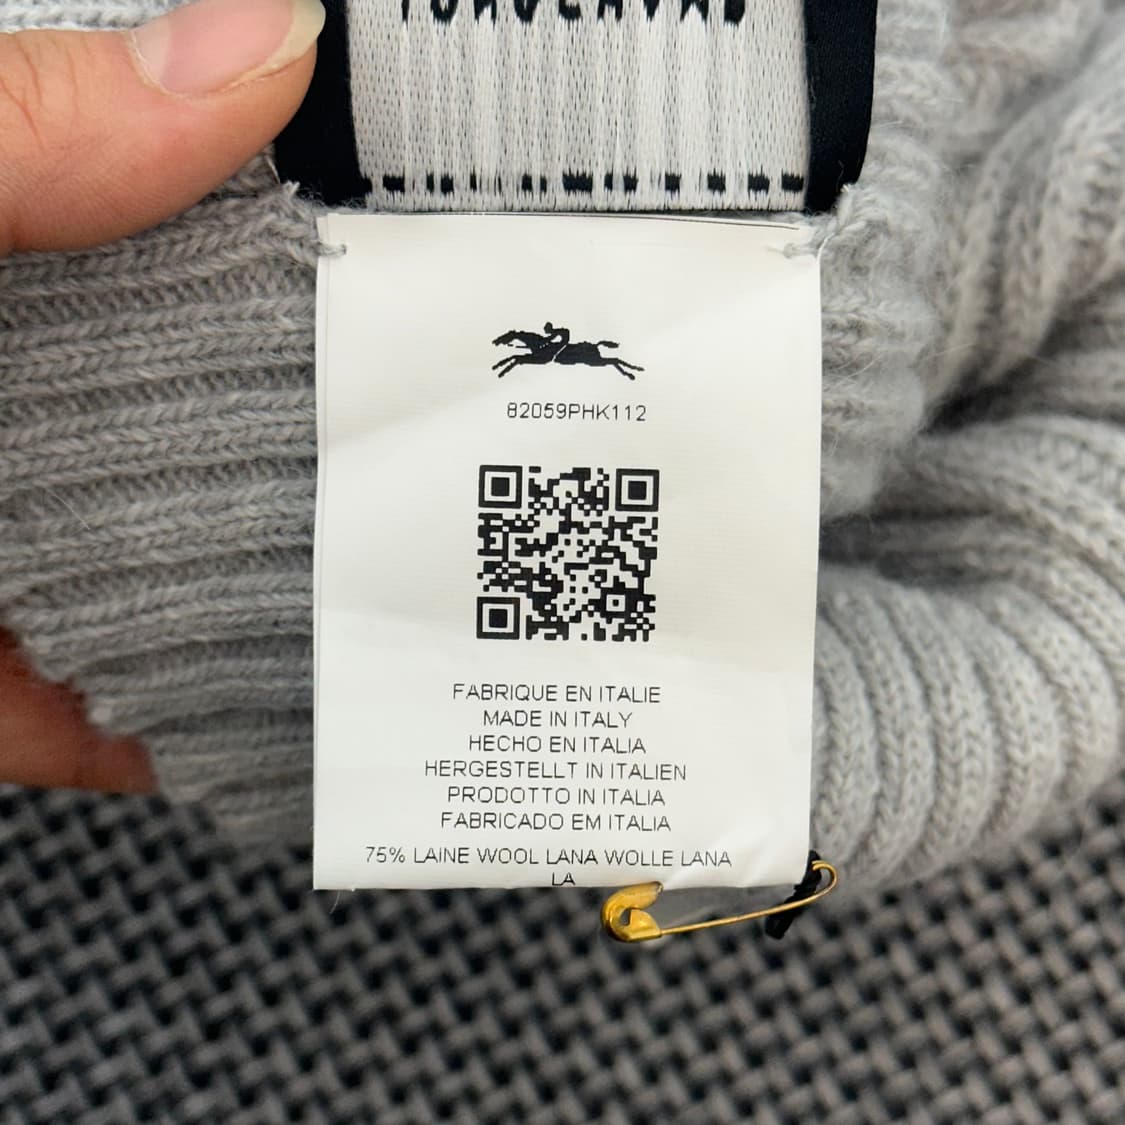 82059PHK112
FABRIQUE EN ITALIE
MADE IN ITALY
HECHO EN ITALIA
HERGESTELLT IN ITALIEN
PRODOTTO IN ITALIA
FABRICADO EM ITALIA
75% LAINE WOOL LANA WOLLE LANA
LA